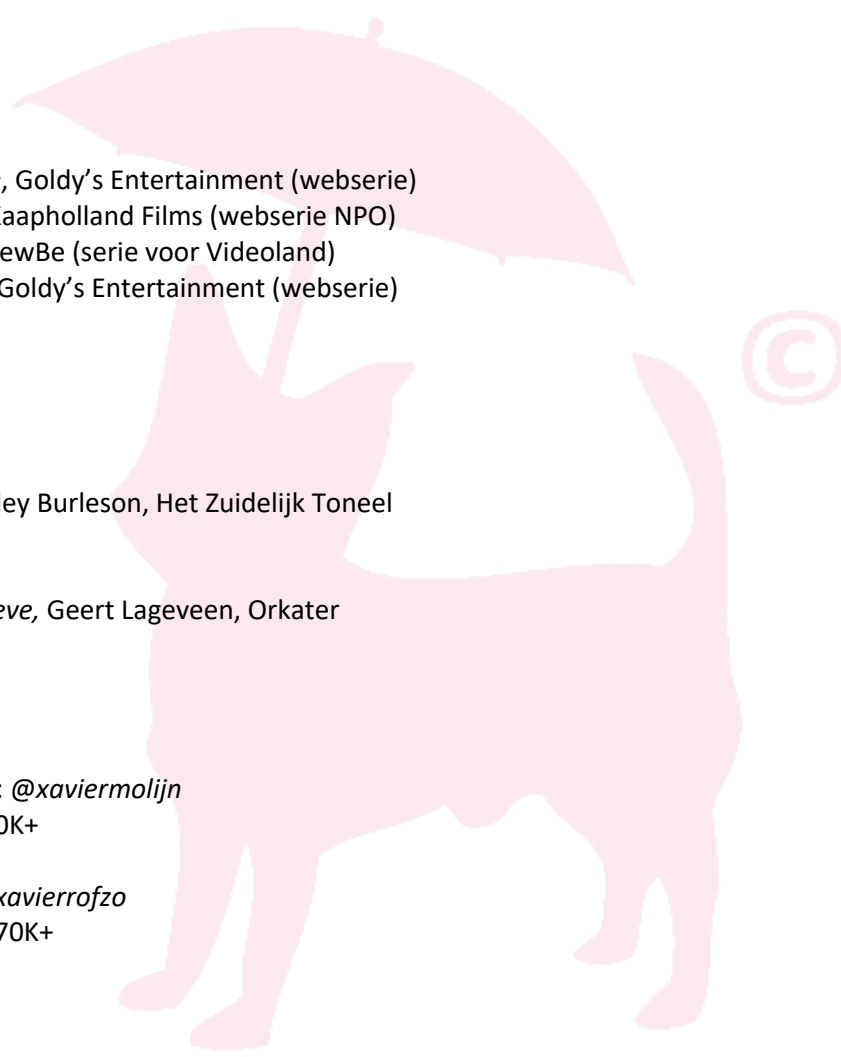 , Goldy’s Entertainment (webserie)
Kaapholland Films (webserie NPO)
ewBe (serie voor Videoland)
Goldy’s Entertainment (webserie)
©
ley Burleson, Het Zuidelijk Toneel
eve, Geert Lageveen, Orkater
: @xaviermolijn
0K+
xavierrofzo
70K+